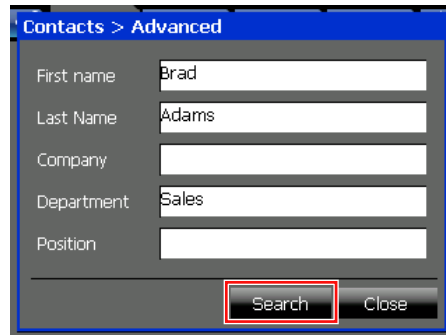 Contacts > Advanced
First name Brad
Last Name Adams
Company
Department Sales
Position
Search Close